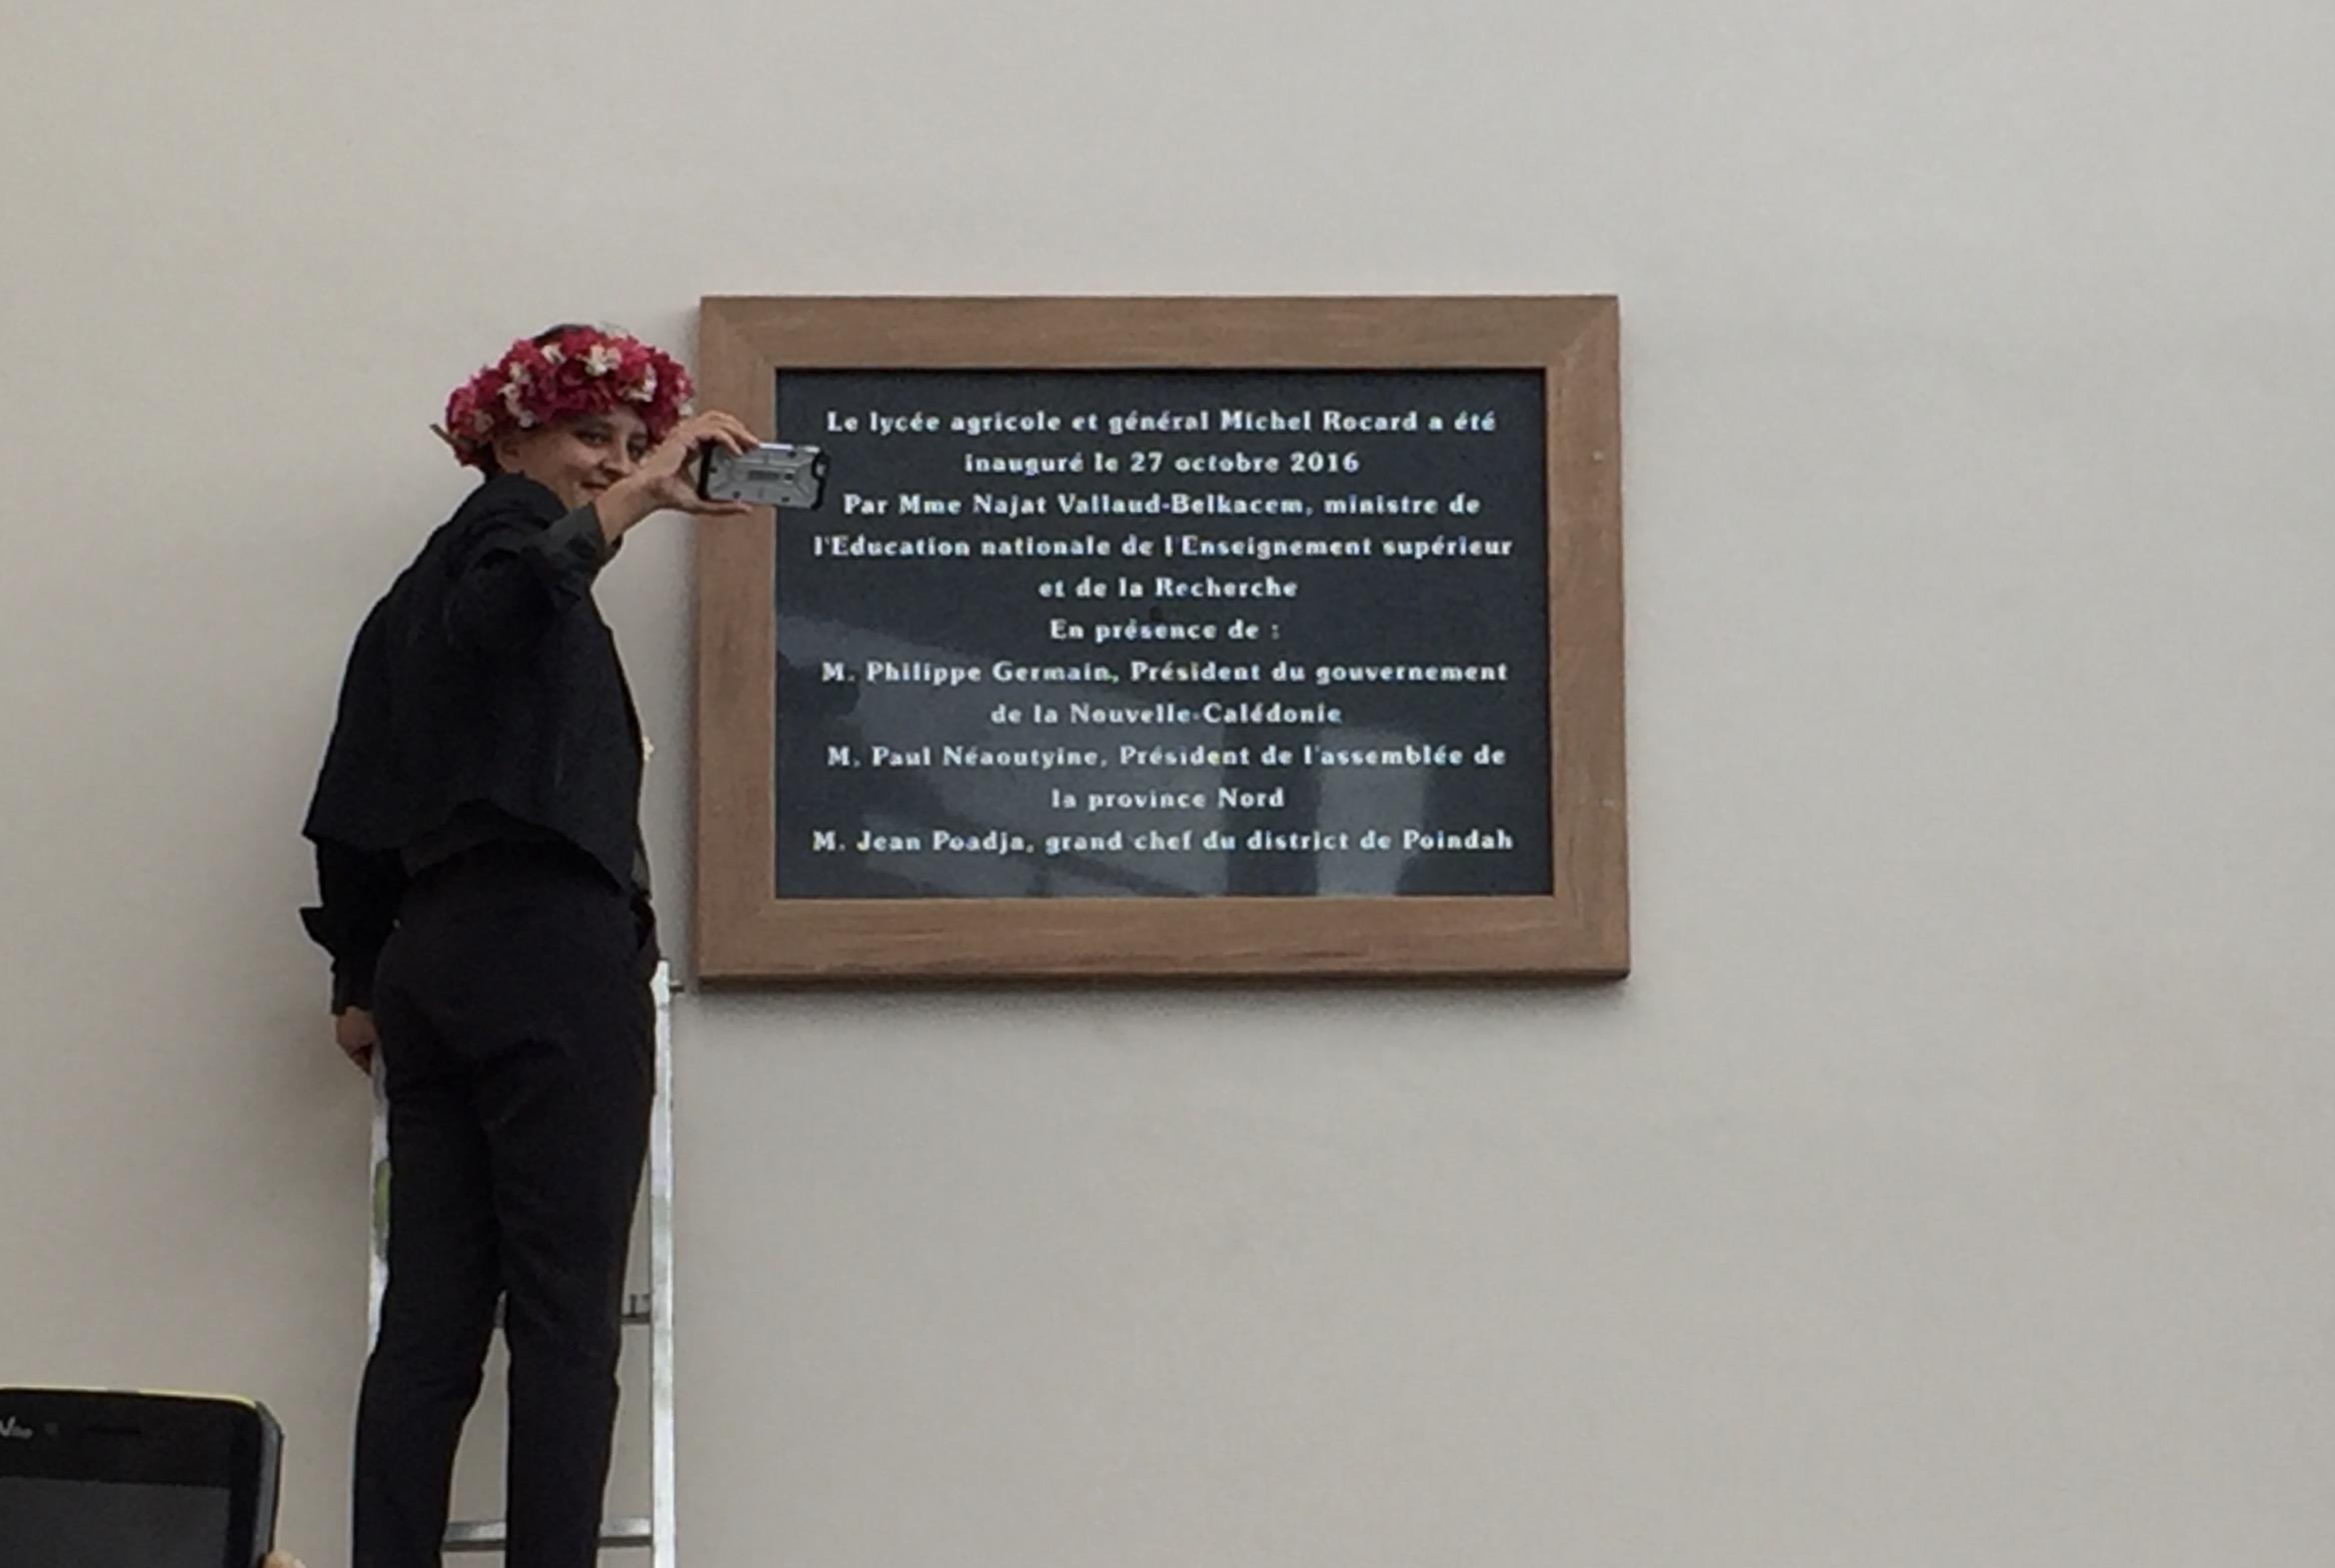 Le lycée agricole et général Michel Rocard a été
inauguré le 27 octobre 2016
Par Mme Najat Vallaud-Belkacem, ministre de
l'Education nationale de l'Enseignement supérieur
et de la Recherche
En présence de :
M. Philippe Germain, Président du gouvernement
de la Nouvelle-Calédonie
M. Paul Néaoutyine, Président de l'assemblée de
la province Nord
M. Jean Poadja, grand chef du district de Poindah